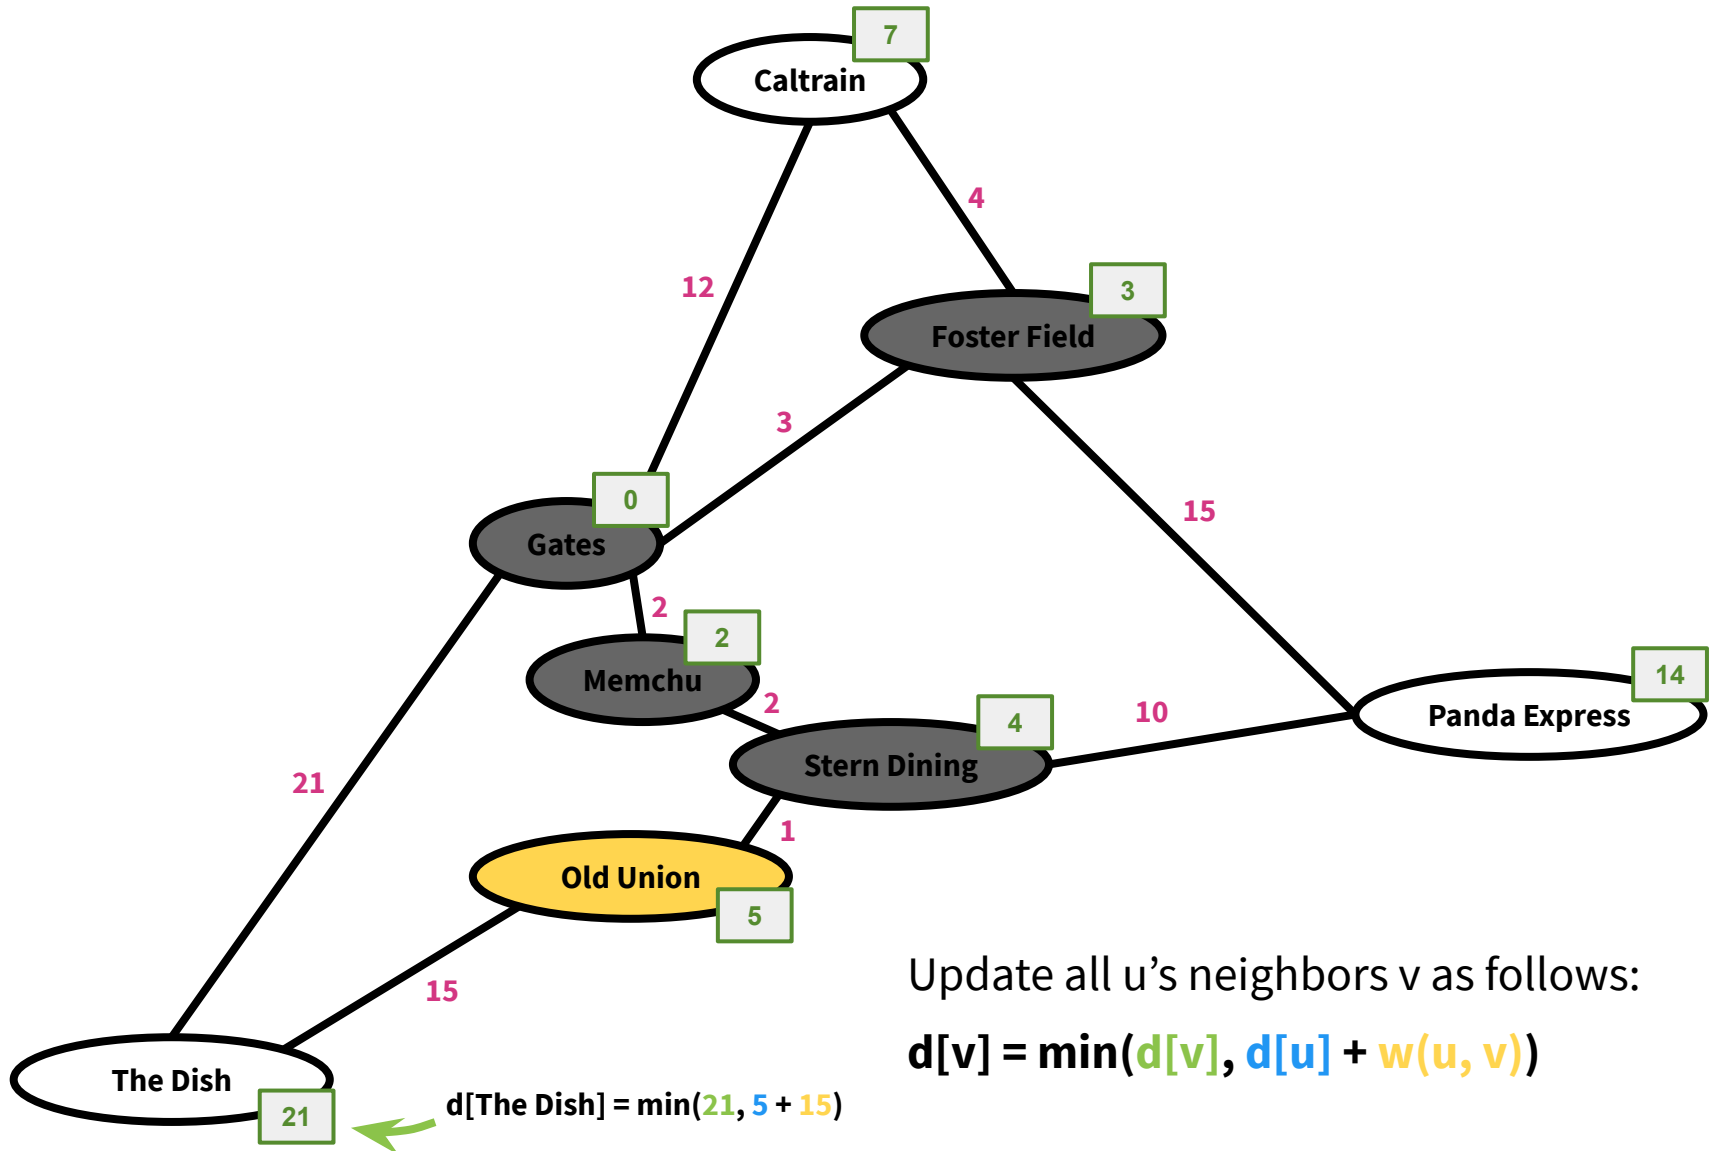 7
Caltrain
4
12
3
Foster Field
3
0
Gates
15
2
2
Memchu
2
14
Panda Express
10
4
Stern Dining
21
1
Old Union
5
15
Update all u’s neighbors v as follows:
d[v] = min(d[v], d[u] + w(u, v))
The Dish
21
d[The Dish] = min(21, 5 + 15)